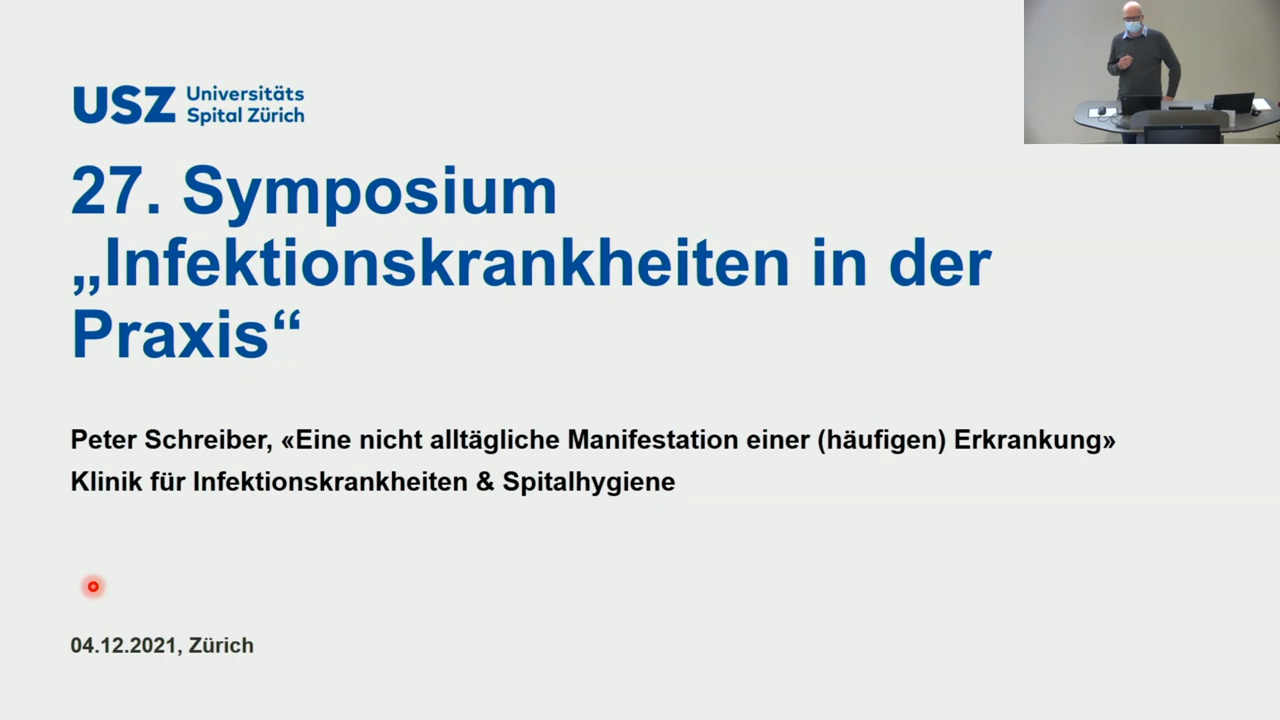 USZ Universitäts
Spital Zürich
27. Symposium
„Infektionskrankheiten in der
Praxis“
Peter Schreiber, «Eine nicht alltägliche Manifestation einer (häufigen) Erkrankung»
Klinik für Infektionskrankheiten & Spitalhygiene
04.12.2021, Zürich